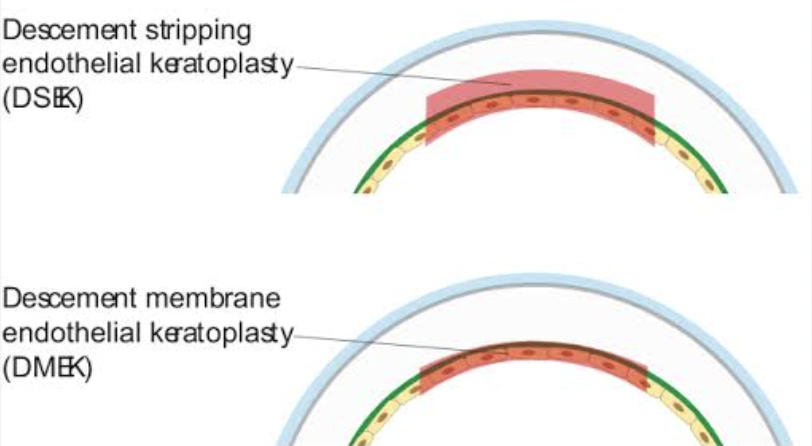 Descement stripping
endothelial keratoplasty
(DSEK)
Descement membrane
endothelial keratoplasty
(DMEK)